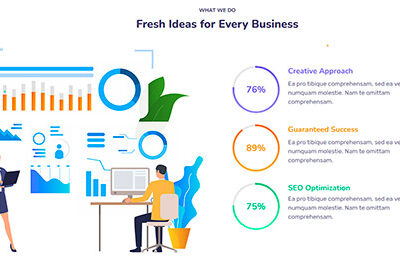 WHAT WE DO
Fresh Ideas for Every Business
76%
Creative Approach
Ea pro tibique comprehensam, sed ea ve
numquam molestie. Nam te omittam
comprehensam.
89%
Guaranteed Success
Ea pro tibique comprehensam, sed ea ve
numquam molestie. Nam te omittam
comprehensam.
75%
SEO Optimization
Ea pro tibique comprehensam, sed ea ve
numquam molestie. Nam te omittam
comprehensam.